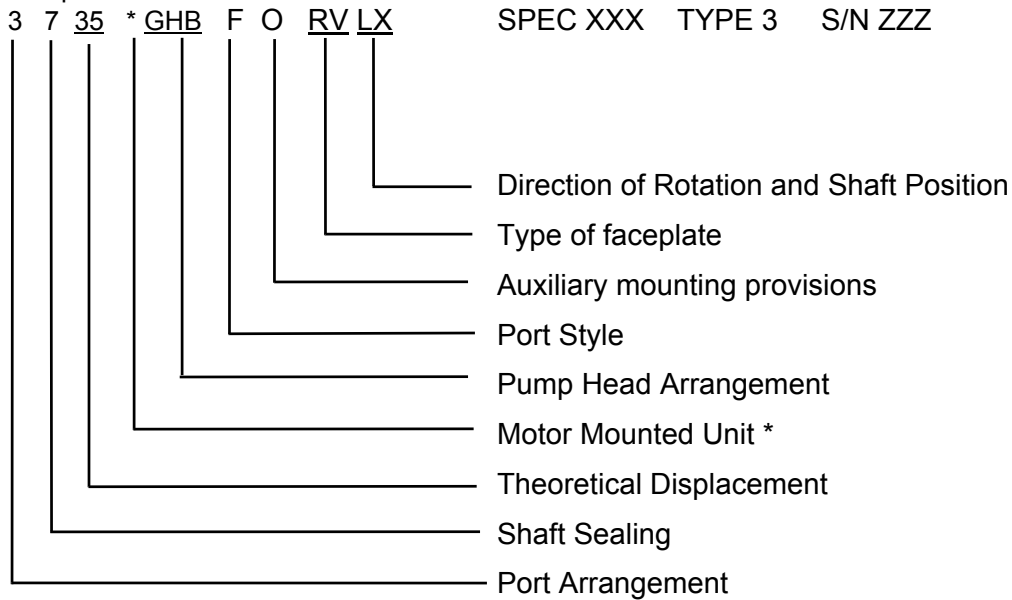 3 7 35 * GHB F O RV LX SPEC XXX TYPE 3 S/N ZZZ
Direction of Rotation and Shaft Position
Type of faceplate
Auxiliary mounting provisions
Port Style
Pump Head Arrangement
Motor Mounted Unit *
Theoretical Displacement
Shaft Sealing
Port Arrangement